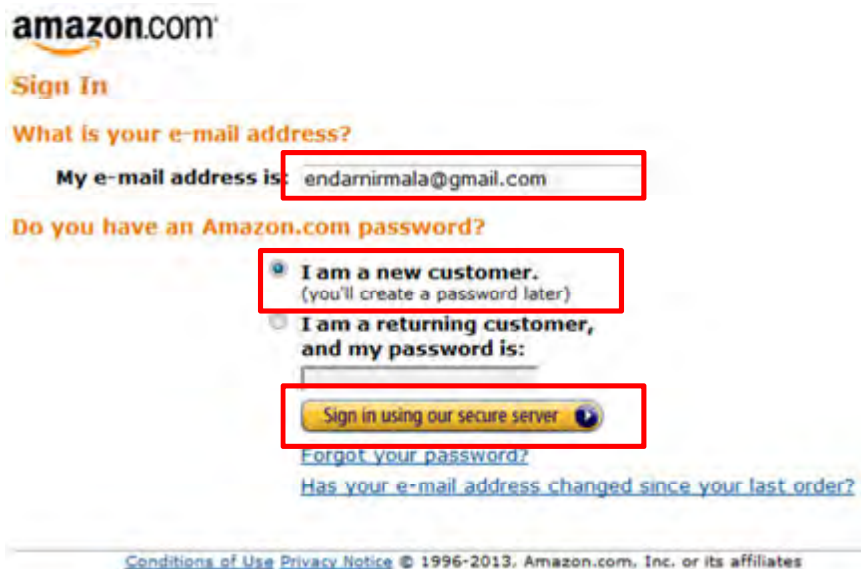 amazon.com
Sign In
What is your e-mail address?
My e-mail address is: endarnirmala@gmail.com
Do you have an Amazon.com password?
I am a new customer.
(you'll create a password later)
I am a returning customer,
and my password is:
Sign in using our secure server
Forgot your password?
Has your e-mail address changed since your last order?
Conditions of Use Privacy Notice © 1996-2013, Amazon.com, Inc. or its affiliates